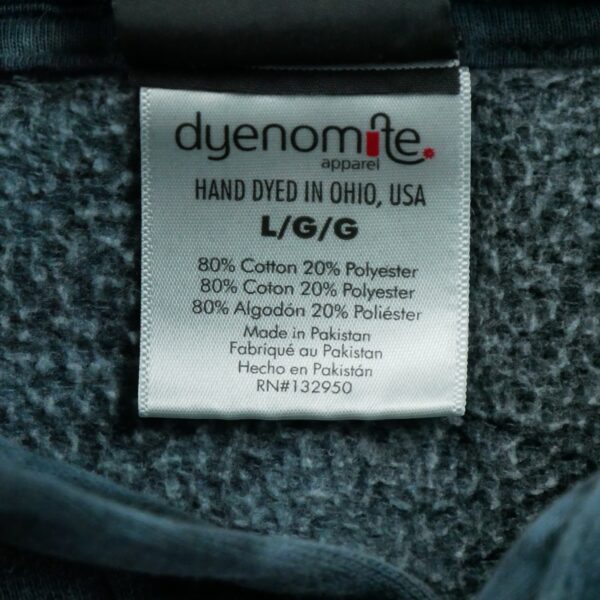 dyenomite.
apparel
HAND DYED IN OHIO, USA
L/G/G
80% Cotton 20% Polyester
80% Coton 20% Polyester
80% Algodón 20% Poliéster
Made in Pakistan
Fabriqué au Pakistan
Hecho en Pakistán
RN#132950